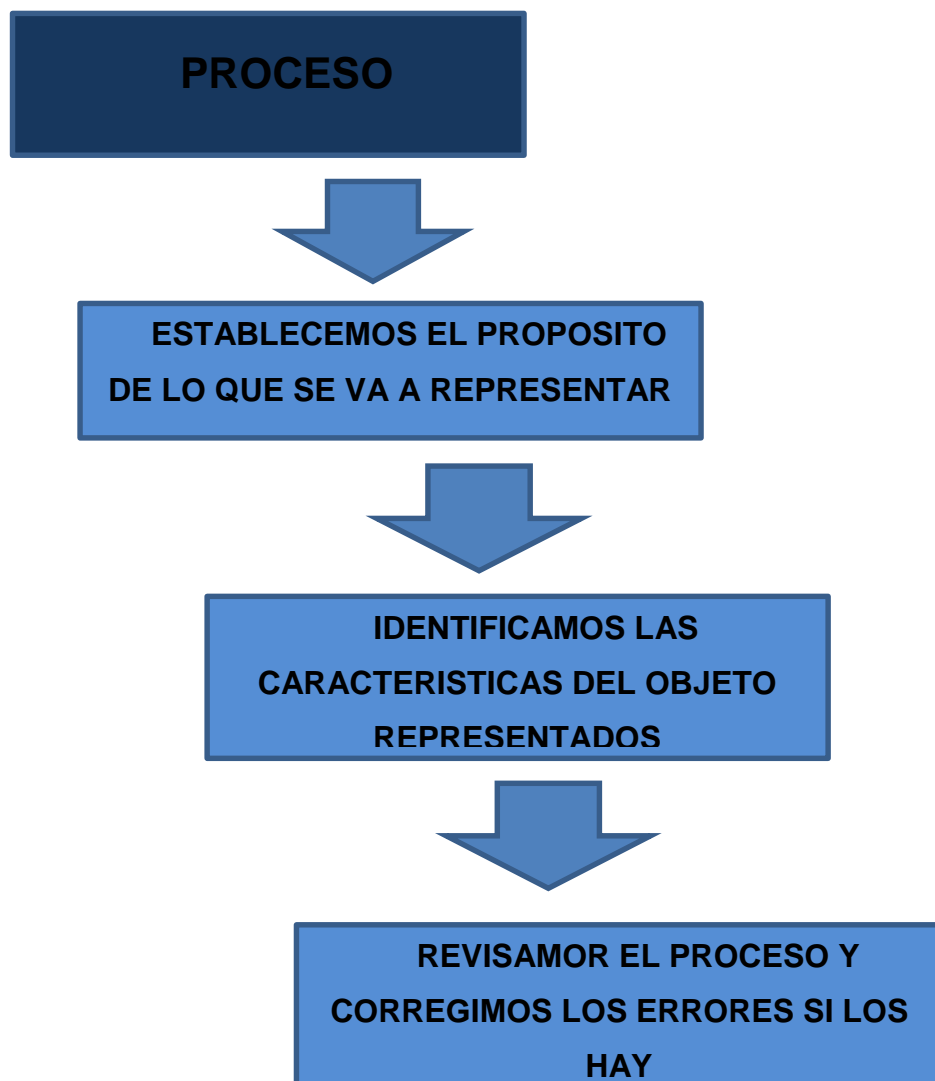 PROCESO
ESTABLECEMOS EL PROPOSITO
DE LO QUE SE VA A REPRESENTAR
IDENTIFICAMOS LAS
CARACTERISTICAS DEL OBJETO
REPRESENTADOS
REVISAMOR EL PROCESO Y
CORREGIMOS LOS ERRORES SI LOS
HAY